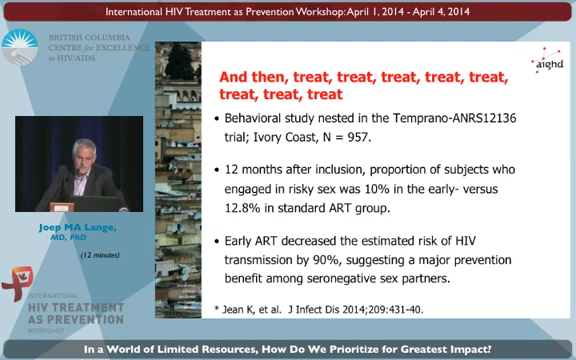 International HIV Treatment as Prevention Workshop: April 1, 2014 - April 4, 2014
BRITISH COLUMBIA
CENTRE for EXCELLENCE
in HIV/AIDS
aighd
And then, treat, treat, treat, treat, treat,
treat, treat, treat
• Behavioral study nested in the Temprano-ANRS12136
trial; Ivory Coast, N = 957.
• 12 months after inclusion, proportion of subjects who
engaged in risky sex was 10% in the early- versus
12.8% in standard ART group.
• Early ART decreased the estimated risk of HIV
transmission by 90%, suggesting a major prevention
benefit among seronegative sex partners.
* Jean K, et al. J Infect Dis 2014;209:431-40.
Joep MA Lange,
MD, PhD
(12 minutes)
INTERNATIONAL
HIV TREATMENT
AS PREVENTION
WORKSHOP
In a World of Limited Resources, How Do We Prioritize for Greatest Impact?